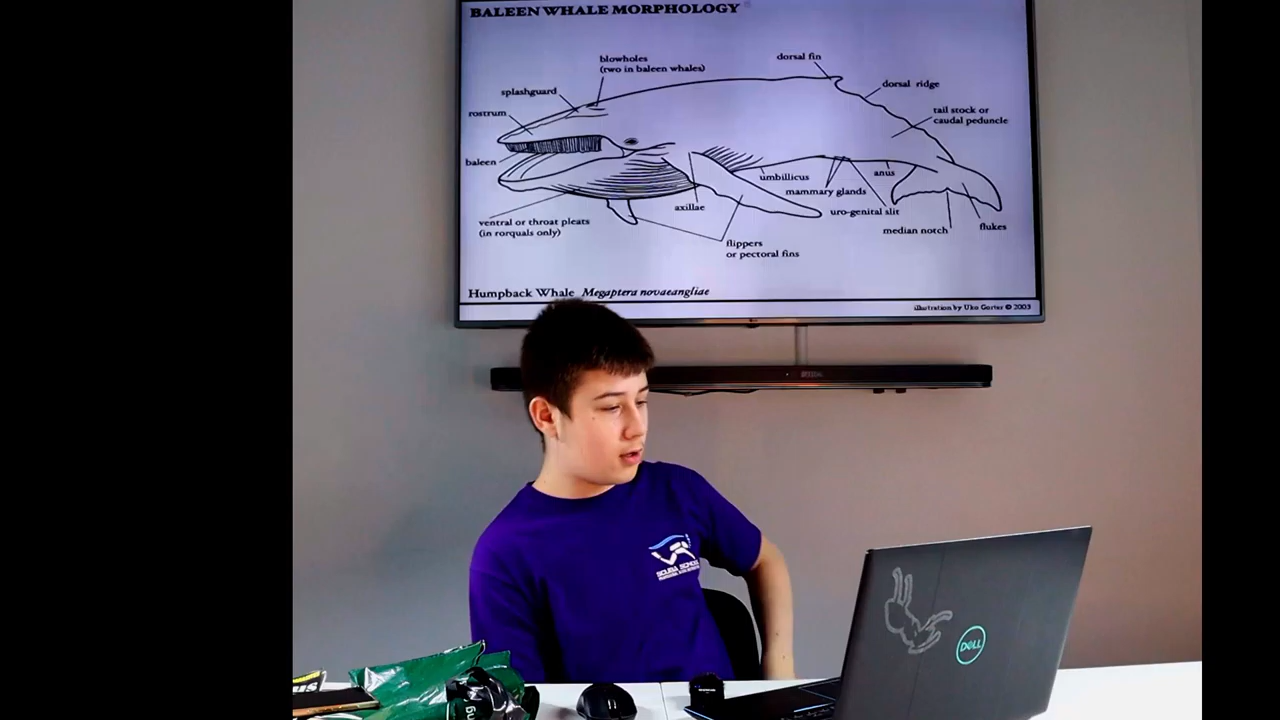 BALEEN WHALE MORPHOLOGY
blowholes
(two in baleen whales)
dorsal fin
splashguard
dorsal ridge
rostrum
tail stock or
caudal peduncle
baleen
umbillicus
anus
mammary glands
axillae
uro-genital slit
ventral or throat pleats
(in rorquals only)
median notch
flukes
flippers
or pectoral fins
Humpback Whale Megaptera novaeangliae
illustration by Uko Gorter © 2003
SCUBA SCHOOL
DELL
us